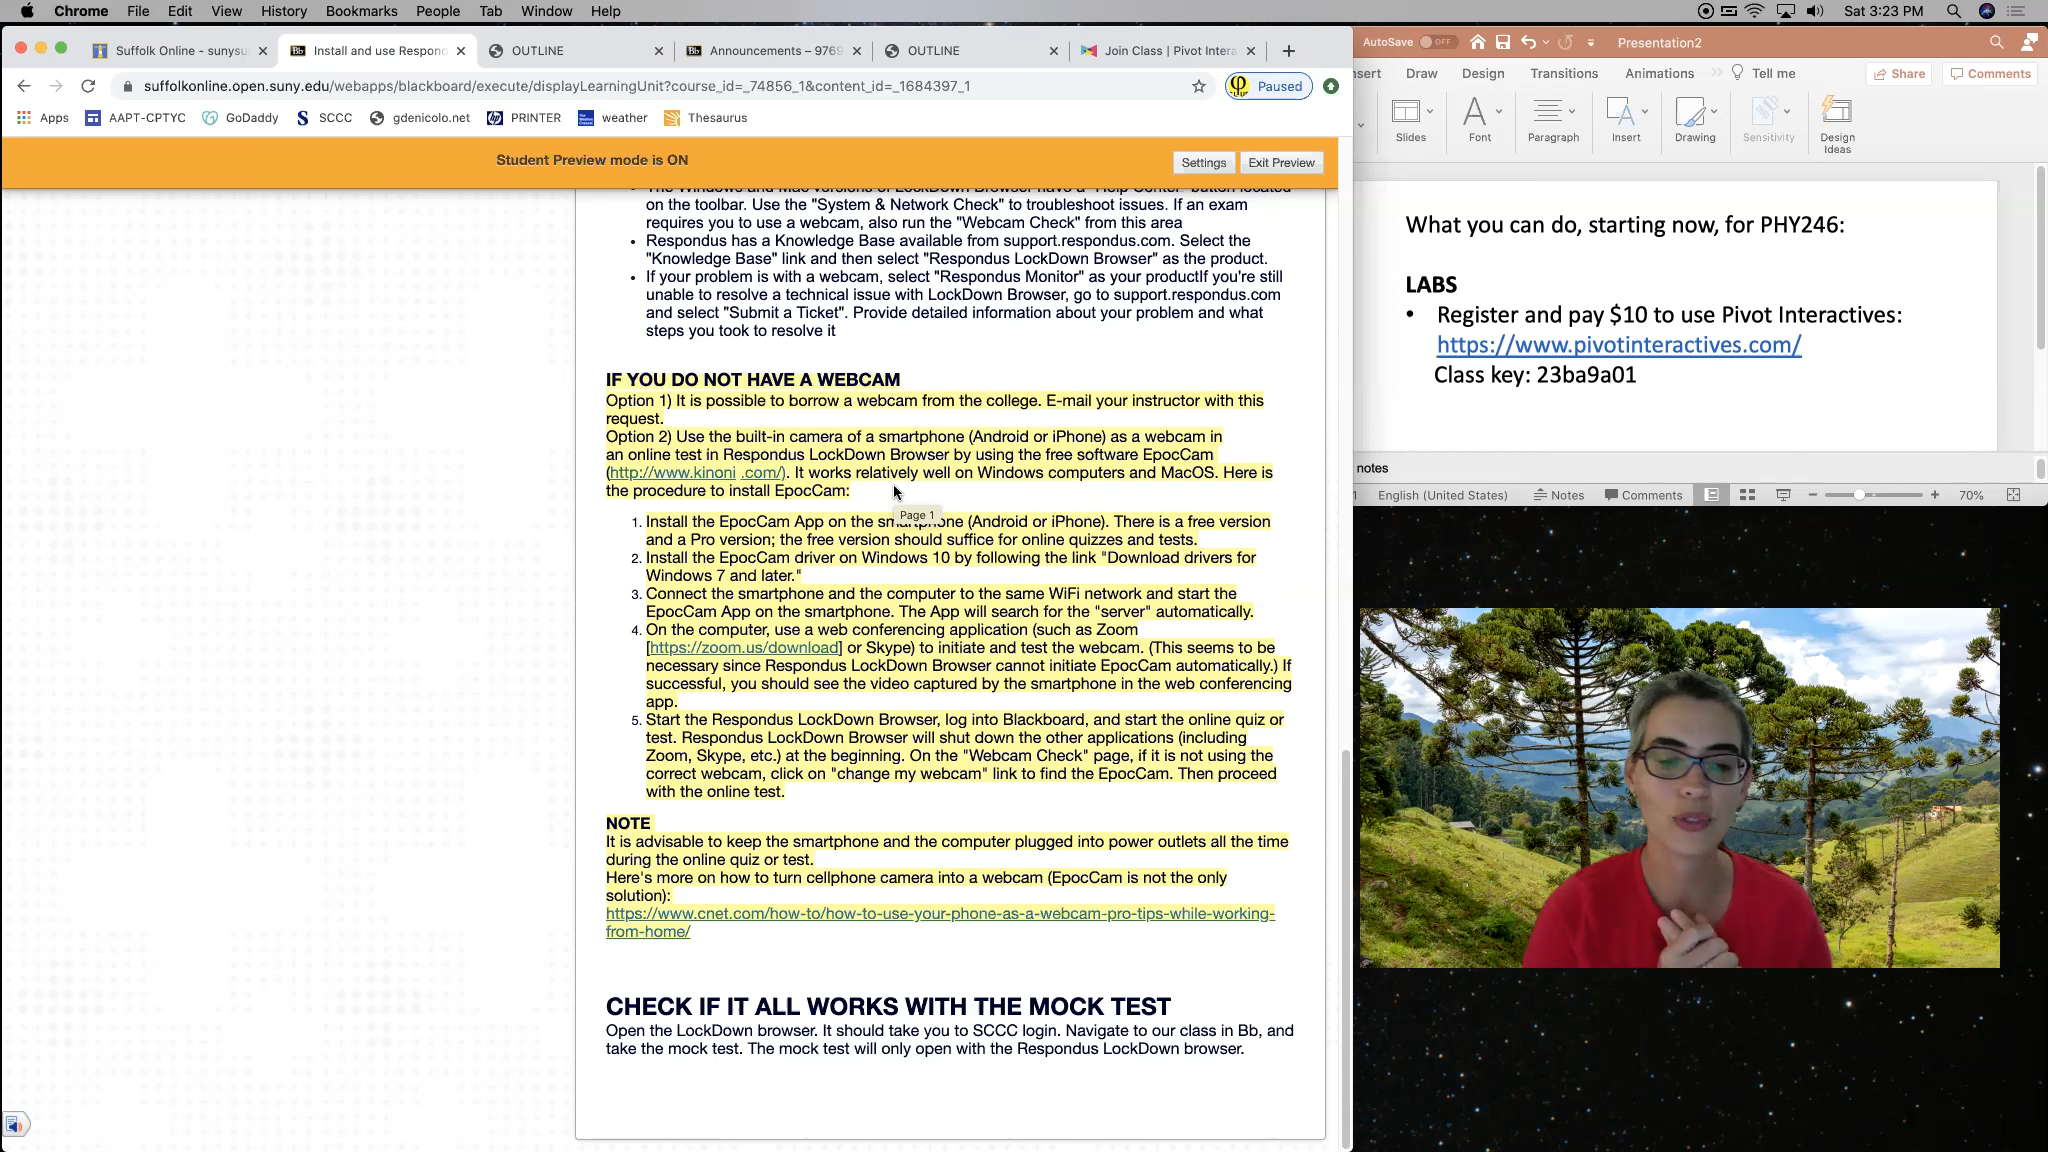 Chrome File Edit View History Bookmarks People Tab Window Help
Sat 3:23 PM
Suffolk Online - sunysu
Bb Install and use Respon
OUTLINE
Bb Announcements – 9769
OUTLINE
Join Class | Pivot Intera
suffolkonline.open.suny.edu/webapps/blackboard/execute/displayLearningUnit?course_id=_74856_1&content_id=_1684397_1
Paused
Apps AAPT-CPTYC GoDaddy SCCC gdenicolo.net PRINTER weather Thesaurus
Student Preview mode is ON
Settings Exit Preview
The Windows and Mac versions of LockDown Browser have a "Help Center" button located
on the toolbar. Use the "System & Network Check" to troubleshoot issues. If an exam
requires you to use a webcam, also run the "Webcam Check" from this area
• Respondus has a Knowledge Base available from support.respondus.com. Select the
"Knowledge Base" link and then select "Respondus LockDown Browser" as the product.
• If your problem is with a webcam, select "Respondus Monitor" as your productIf you're still
unable to resolve a technical issue with LockDown Browser, go to support.respondus.com
and select "Submit a Ticket". Provide detailed information about your problem and what
steps you took to resolve it
IF YOU DO NOT HAVE A WEBCAM
Option 1) It is possible to borrow a webcam from the college. E-mail your instructor with this
request.
Option 2) Use the built-in camera of a smartphone (Android or iPhone) as a webcam in
an online test in Respondus LockDown Browser by using the free software EpocCam
(http://www.kinoni .com/). It works relatively well on Windows computers and MacOS. Here is
the procedure to install EpocCam:
Page 1
1. Install the EpocCam App on the smartphone (Android or iPhone). There is a free version
and a Pro version; the free version should suffice for online quizzes and tests.
2. Install the EpocCam driver on Windows 10 by following the link "Download drivers for
Windows 7 and later."
3. Connect the smartphone and the computer to the same WiFi network and start the
EpocCam App on the smartphone. The App will search for the "server" automatically.
4. On the computer, use a web conferencing application (such as Zoom
[https://zoom.us/download] or Skype) to initiate and test the webcam. (This seems to be
necessary since Respondus LockDown Browser cannot initiate EpocCam automatically.) If
successful, you should see the video captured by the smartphone in the web conferencing
app.
5. Start the Respondus LockDown Browser, log into Blackboard, and start the online quiz or
test. Respondus LockDown Browser will shut down the other applications (including
Zoom, Skype, etc.) at the beginning. On the "Webcam Check" page, if it is not using the
correct webcam, click on "change my webcam" link to find the EpocCam. Then proceed
with the online test.
NOTE
It is advisable to keep the smartphone and the computer plugged into power outlets all the time
during the online quiz or test.
Here's more on how to turn cellphone camera into a webcam (EpocCam is not the only
solution):
https://www.cnet.com/how-to/how-to-use-your-phone-as-a-webcam-pro-tips-while-working-
from-home/
CHECK IF IT ALL WORKS WITH THE MOCK TEST
Open the LockDown browser. It should take you to SCCC login. Navigate to our class in Bb, and
take the mock test. The mock test will only open with the Respondus LockDown browser.
AutoSave OFF Presentation2
nsert Draw Design Transitions Animations Tell me Share Comments
Slides Font Paragraph Insert Drawing Sensitivity Design
Ideas
What you can do, starting now, for PHY246:
LABS
• Register and pay $10 to use Pivot Interactives:
https://www.pivotinteractives.com/
Class key: 23ba9a01
notes
1 English (United States) Notes Comments 70%